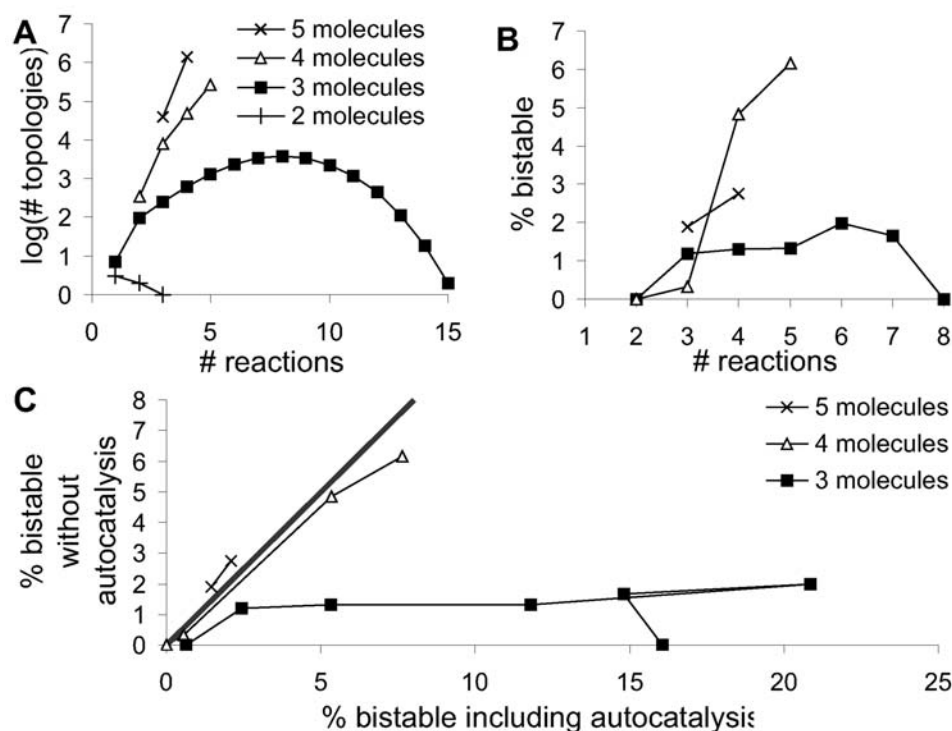 A
log(# topologies)
7
6
5
4
3
2
1
0
0
5
10
15
# reactions
5 molecules
4 molecules
3 molecules
2 molecules
B
% bistable
7
6
5
4
3
2
1
0
1
2
3
4
5
6
7
8
# reactions
C
% bistable
without
autocatalysis
8
7
6
5
4
3
2
1
0
0
5
10
15
20
25
% bistable including autocatalysis
5 molecules
4 molecules
3 molecules